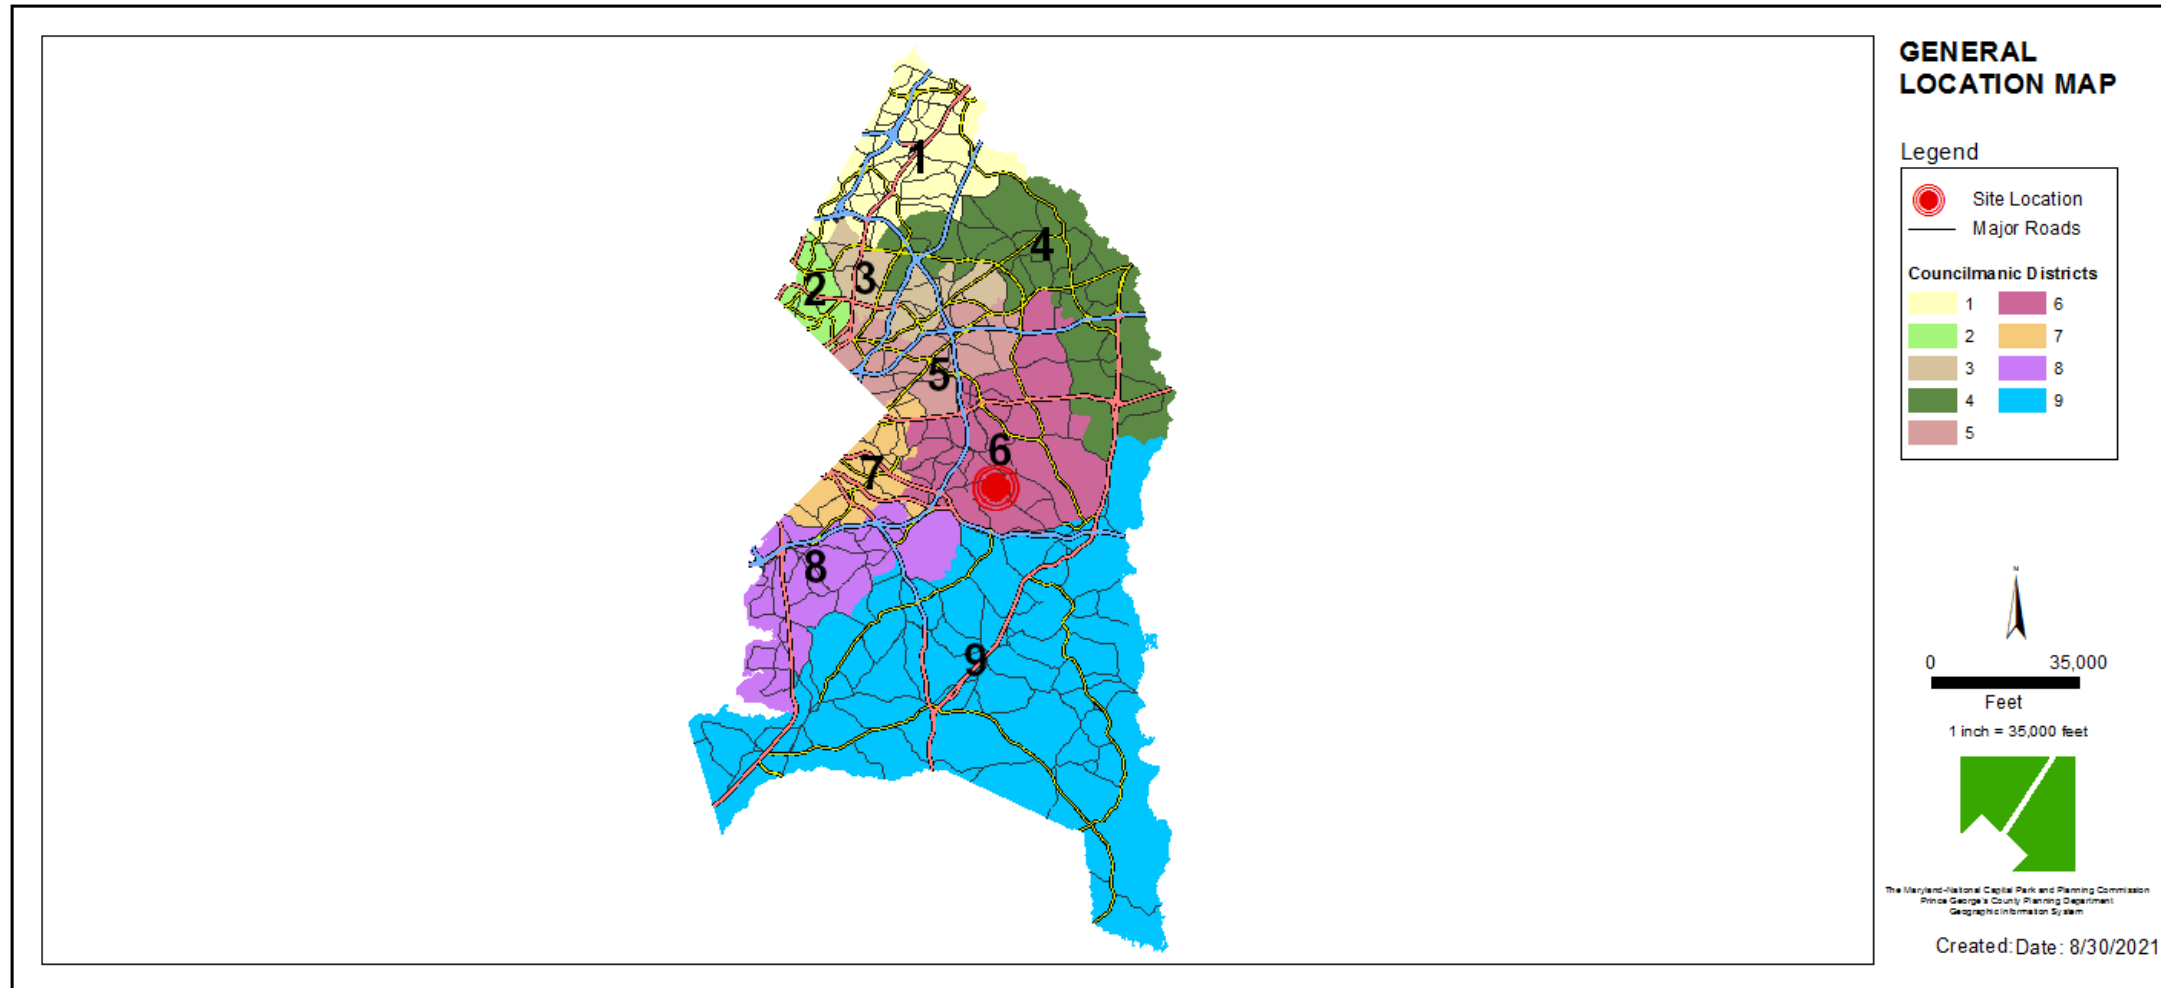 GENERAL
LOCATION MAP
Legend
Site Location
Major Roads
Councilmanic Districts
1 6
2 7
3 8
4 9
5
1
4
3
2
5
6
7
8
9
N
0 35,000
Feet
1 inch = 35,000 feet
The Maryland-National Capital Park and Planning Commission
Prince George's County Planning Department
Geographic Information System
Created: Date: 8/30/2021